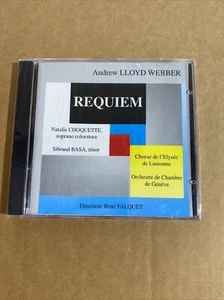 Andrew LLOYD WEBBER
REQUIEM
Natalie CHOQUETTE,
soprano colorature
Sibrand BASA, ténor
Chœur de l'Elysée
de Lausanne
Orchestre de Chambre
de Genève
Direction: René FALQUET